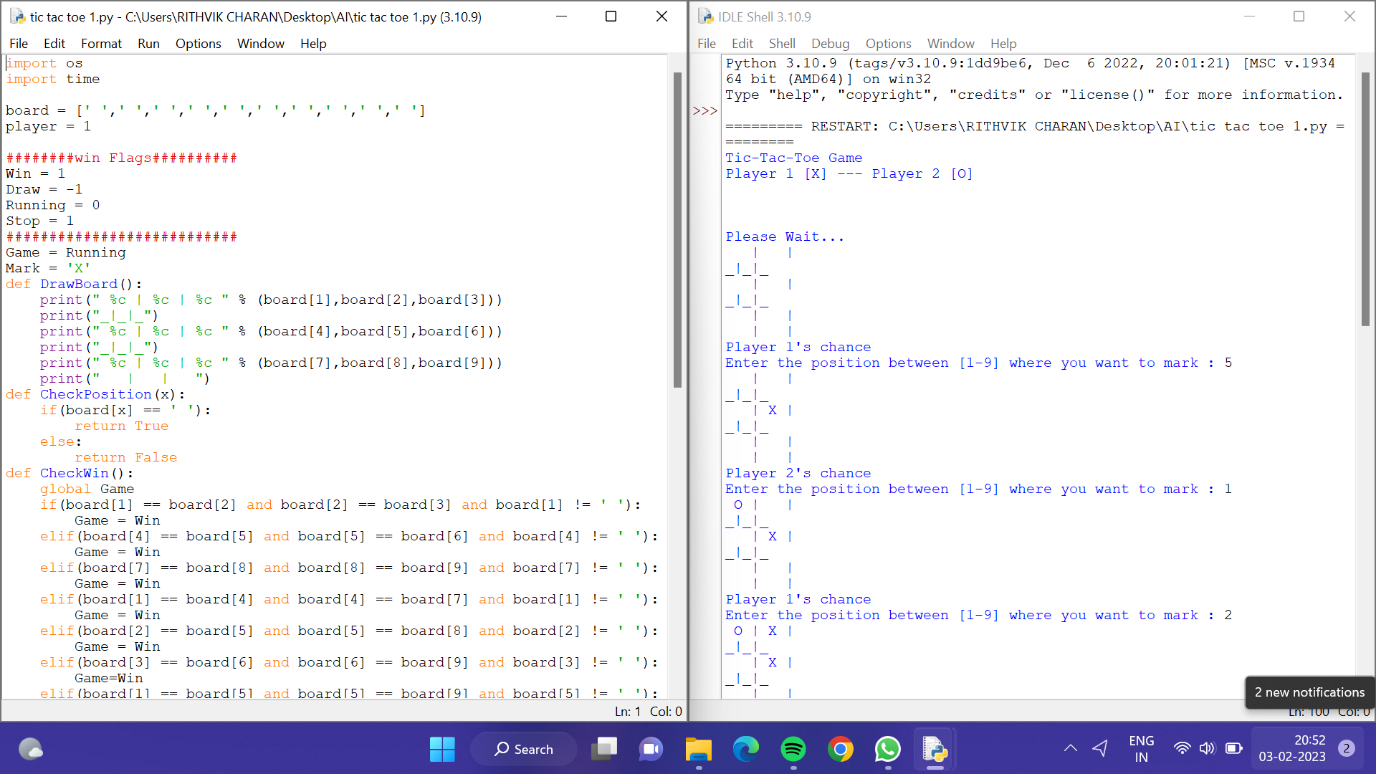 tic tac toe 1.py - C:\Users\RITHVIK CHARAN\Desktop\AI\tic tac toe 1.py (3.10.9)
File Edit Format Run Options Window Help
import os
import time
board = [' ',' ',' ',' ',' ',' ',' ',' ',' ',' ']
player = 1
########win Flags##########
Win = 1
Draw = -1
Running = 0
Stop = 1
###########################
Game = Running
Mark = 'X'
def DrawBoard():
    print(" %c | %c | %c " % (board[1],board[2],board[3]))
    print("_|_|_")
    print(" %c | %c | %c " % (board[4],board[5],board[6]))
    print("_|_|_")
    print(" %c | %c | %c " % (board[7],board[8],board[9]))
    print("   |   |   ")
def CheckPosition(x):
    if(board[x] == ' '):
        return True
    else:
        return False
def CheckWin():
    global Game
    if(board[1] == board[2] and board[2] == board[3] and board[1] != ' '):
        Game = Win
    elif(board[4] == board[5] and board[5] == board[6] and board[4] != ' '):
        Game = Win
    elif(board[7] == board[8] and board[8] == board[9] and board[7] != ' '):
        Game = Win
    elif(board[1] == board[4] and board[4] == board[7] and board[1] != ' '):
        Game = Win
    elif(board[2] == board[5] and board[5] == board[8] and board[2] != ' '):
        Game = Win
    elif(board[3] == board[6] and board[6] == board[9] and board[3] != ' '):
        Game=Win
    elif(board[1] == board[5] and board[5] == board[9] and board[5] != ' '):
Ln: 1 Col: 0
IDLE Shell 3.10.9
File Edit Shell Debug Options Window Help
Python 3.10.9 (tags/v3.10.9:1dd9be6, Dec  6 2022, 20:01:21) [MSC v.1934
64 bit (AMD64)] on win32
Type "help", "copyright", "credits" or "license()" for more information.
>>>
========= RESTART: C:\Users\RITHVIK CHARAN\Desktop\AI\tic tac toe 1.py =
========
Tic-Tac-Toe Game
Player 1 [X] --- Player 2 [O]
Please Wait...
   |   |
_|_|_
   |   |
_|_|_
   |   |
   |   |
Player 1's chance
Enter the position between [1-9] where you want to mark : 5
   |   |
_|_|_
   | X |
_|_|_
   |   |
   |   |
Player 2's chance
Enter the position between [1-9] where you want to mark : 1
 O |   |
_|_|_
   | X |
_|_|_
   |   |
   |   |
Player 1's chance
Enter the position between [1-9] where you want to mark : 2
 O | X |
_|_|_
   | X |
_|_|_
   |   |
2 new notifications
Ln: 100 Col: 0
Search
ENG
IN
20:52
03-02-2023
2